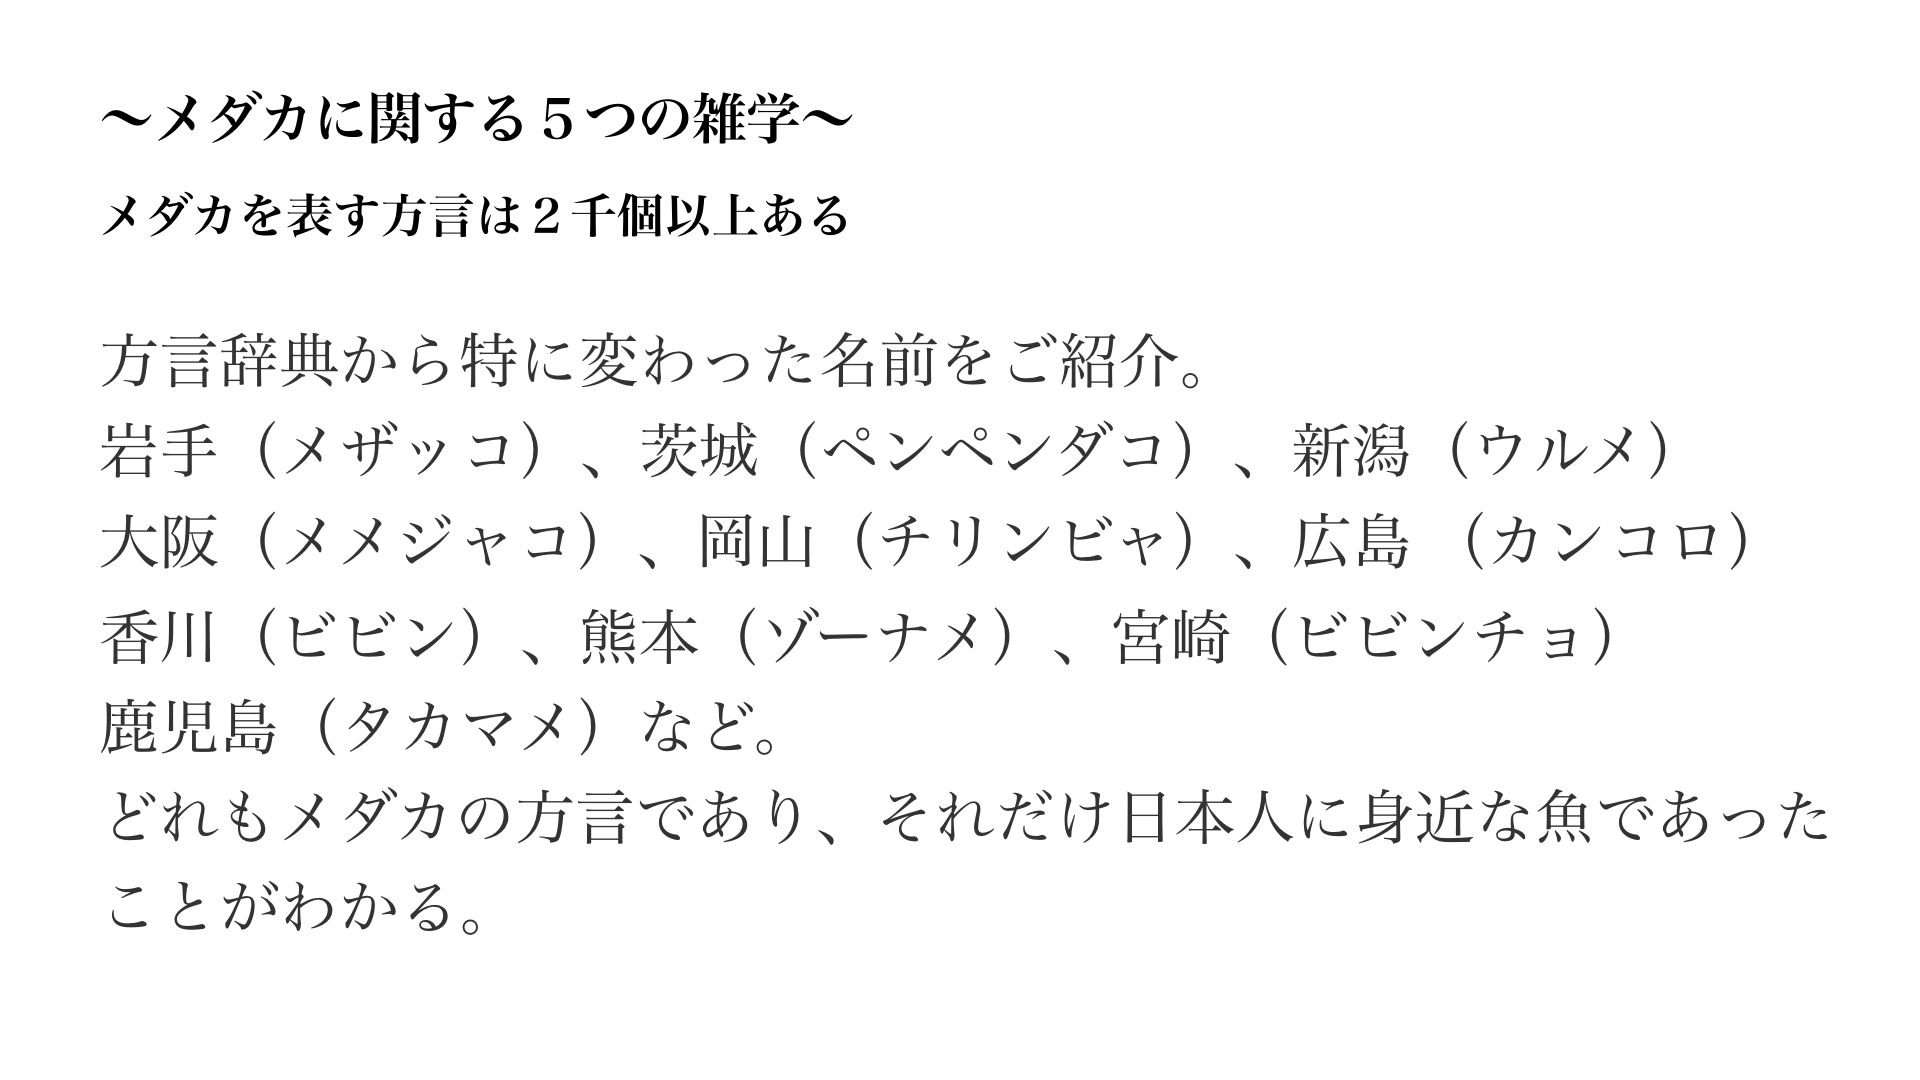 ～メダカに関する５つの雑学～
メダカを表す方言は２千個以上ある
方言辞典から特に変わった名前をご紹介。
岩手（メザッコ）、茨城（ペンペンダコ）、新潟（ウルメ）
大阪（メメジャコ）、岡山（チリンビャ）、広島 （カンコロ）
香川（ビビン）、熊本（ゾーナメ）、宮崎（ビビンチョ）
鹿児島（タカマメ）など。
どれもメダカの方言であり、それだけ日本人に身近な魚であった
ことがわかる。